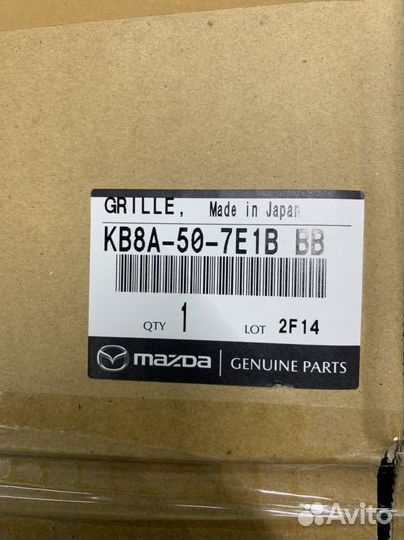 GRILLE, Made in Japan
KB8A-50-7E1B BB
QTY 1 LOT 2F14
mazda GENUINE PARTS
Avito